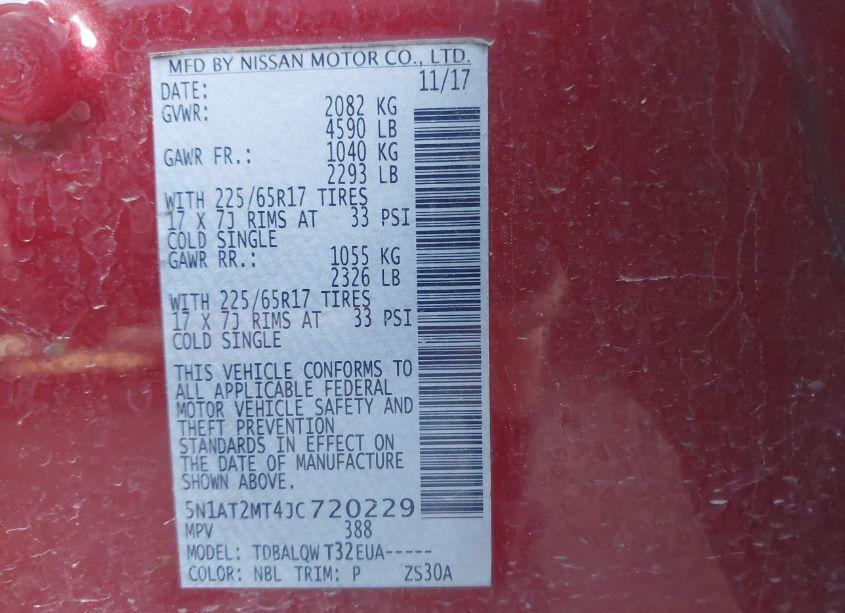 MFD BY NISSAN MOTOR CO., LTD.
DATE: 11/17
GVWR: 2082 KG
4590 LB
GAWR FR.: 1040 KG
2293 LB
WITH 225/65R17 TIRES
17 X 7J RIMS AT 33 PSI
COLD SINGLE
GAWR RR.: 1055 KG
2326 LB
WITH 225/65R17 TIRES
17 X 7J RIMS AT 33 PSI
COLD SINGLE
THIS VEHICLE CONFORMS TO
ALL APPLICABLE FEDERAL
MOTOR VEHICLE SAFETY AND
THEFT PREVENTION
STANDARDS IN EFFECT ON
THE DATE OF MANUFACTURE
SHOWN ABOVE.
5N1AT2MT4JC720229
MPV 388
MODEL: TDBALQW T32EUA-----
COLOR: NBL TRIM: P ZS30A